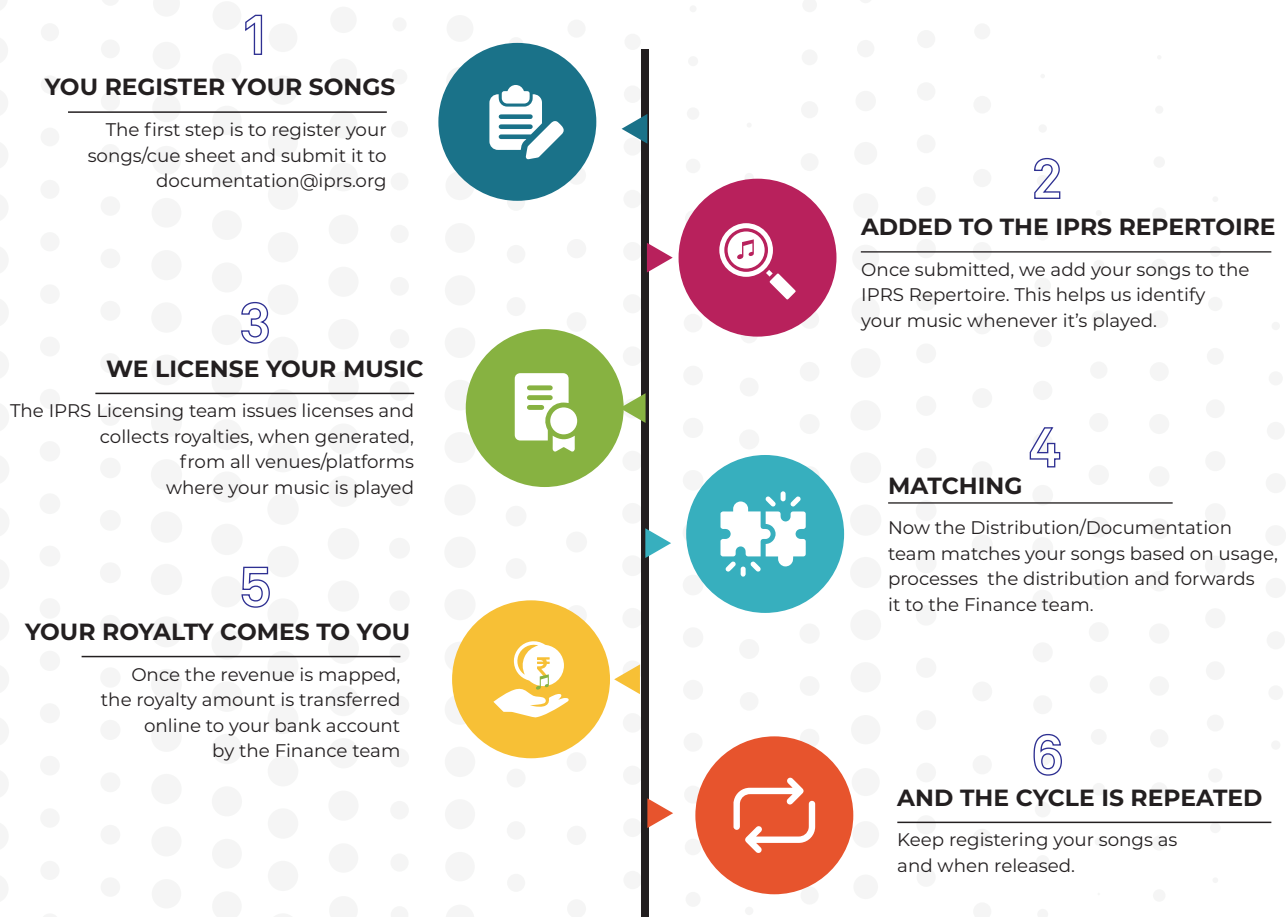 1
YOU REGISTER YOUR SONGS
The first step is to register your
songs/cue sheet and submit it to
documentation@iprs.org
2
ADDED TO THE IPRS REPERTOIRE
Once submitted, we add your songs to the
IPRS Repertoire. This helps us identify
your music whenever it’s played.
3
WE LICENSE YOUR MUSIC
The IPRS Licensing team issues licenses and
collects royalties, when generated,
from all venues/platforms
where your music is played
4
MATCHING
Now the Distribution/Documentation
team matches your songs based on usage,
processes  the distribution and forwards
it to the Finance team.
5
YOUR ROYALTY COMES TO YOU
₹
Once the revenue is mapped,
the royalty amount is transferred
online to your bank account
by the Finance team
6
AND THE CYCLE IS REPEATED
Keep registering your songs as
and when released.